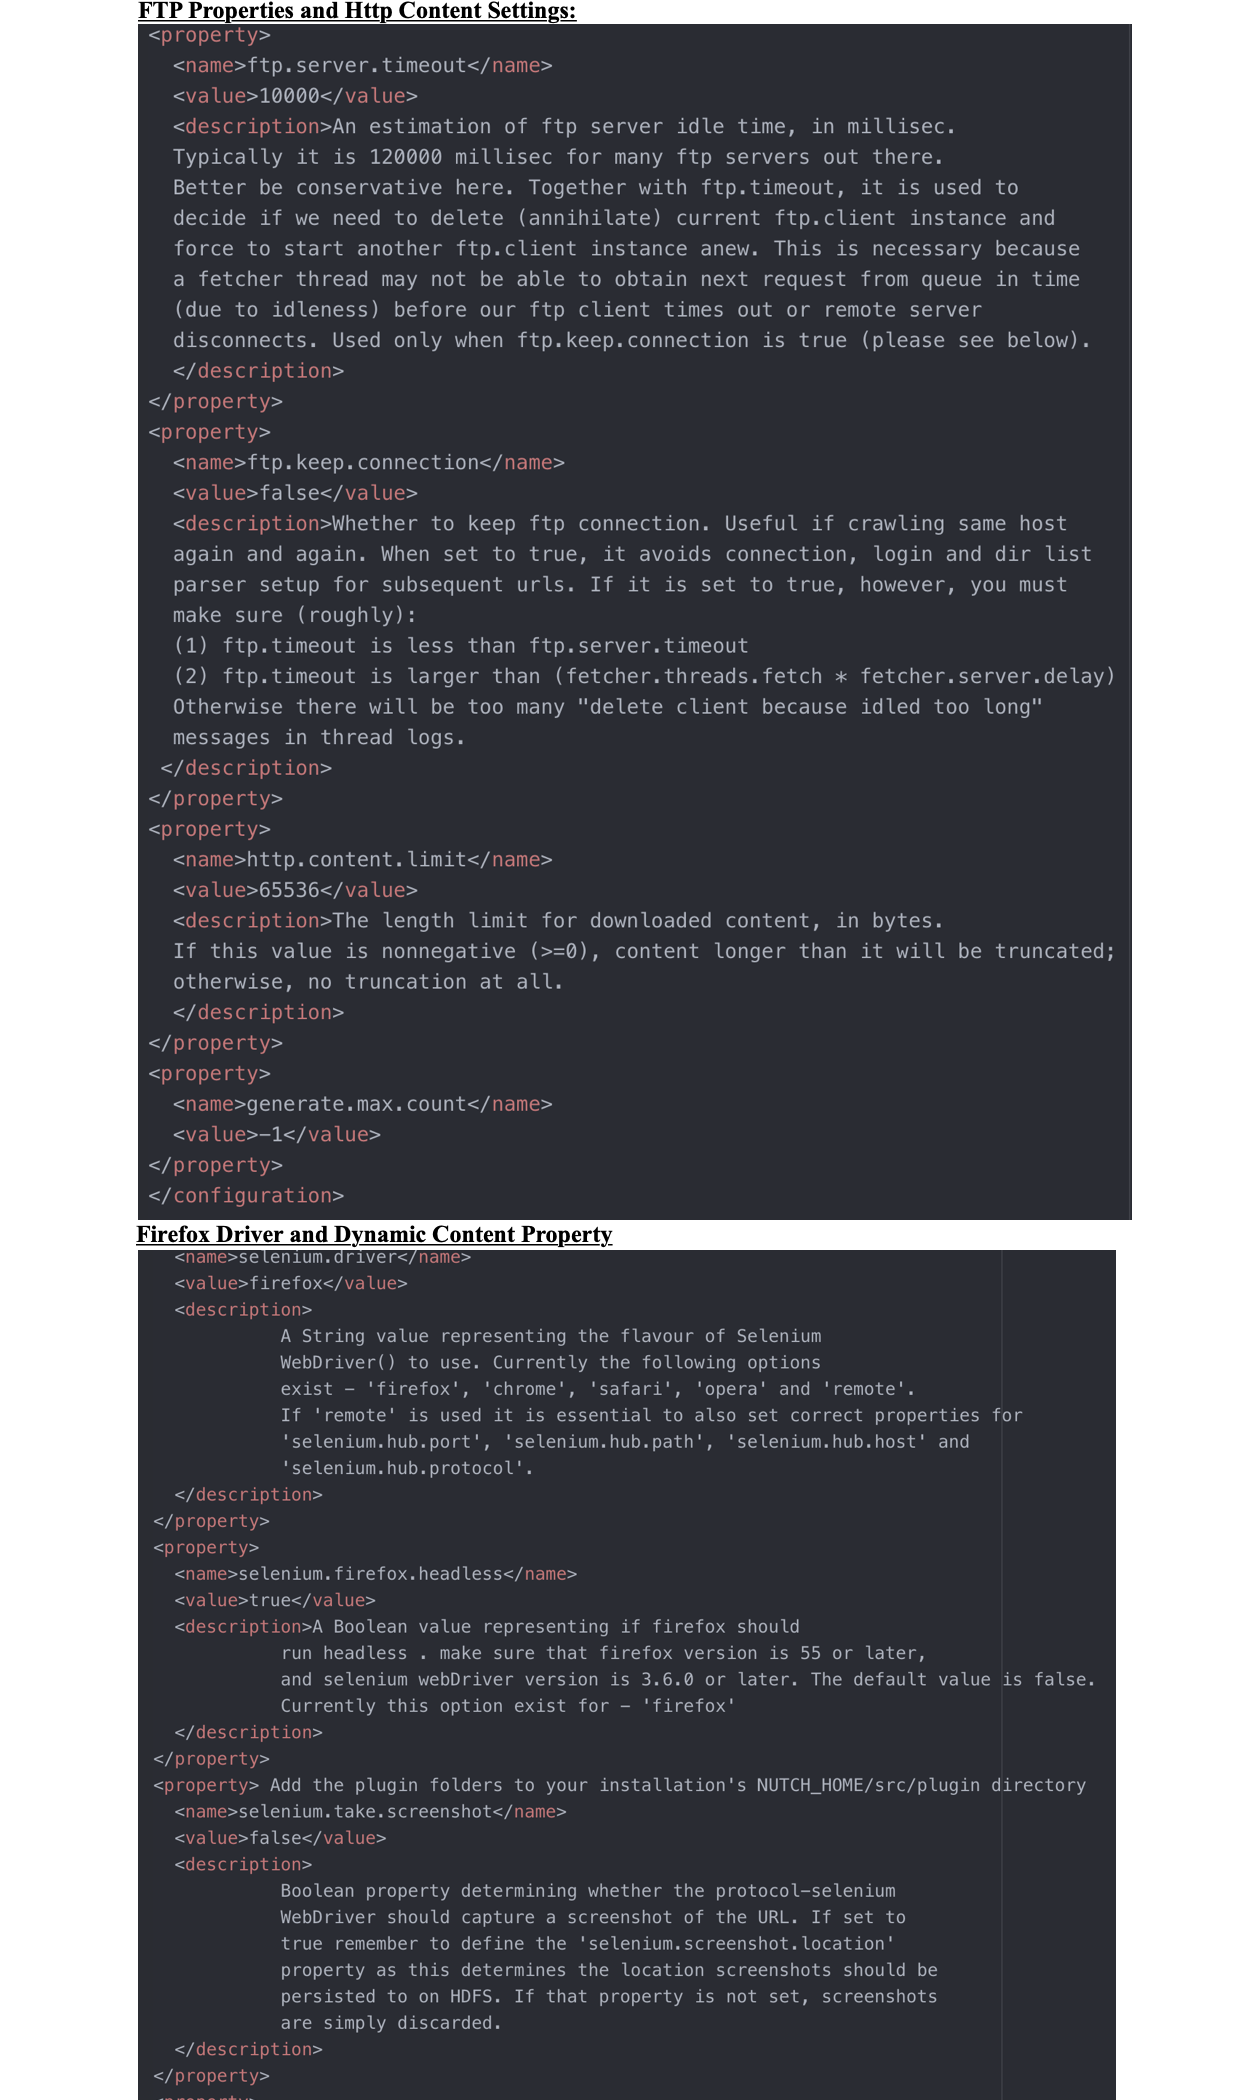 FTP Properties and Http Content Settings:
<property>
<name>ftp.server.timeout</name>
<value>10000</value>
<description>An estimation of ftp server idle time, in millisec.
Typically it is 120000 millisec for many ftp servers out there.
Better be conservative here. Together with ftp.timeout, it is used to
decide if we need to delete (annihilate) current ftp.client instance and
force to start another ftp.client instance anew. This is necessary because
a fetcher thread may not be able to obtain next request from queue in time
(due to idleness) before our ftp client times out or remote server
disconnects. Used only when ftp.keep.connection is true (please see below).
</description>
</property>
<property>
<name>ftp.keep.connection</name>
<value>false</value>
<description>Whether to keep ftp connection. Useful if crawling same host
again and again. When set to true, it avoids connection, login and dir list
parser setup for subsequent urls. If it is set to true, however, you must
make sure (roughly):
(1) ftp.timeout is less than ftp.server.timeout
(2) ftp.timeout is larger than (fetcher.threads.fetch * fetcher.server.delay)
Otherwise there will be too many "delete client because idled too long"
messages in thread logs.
</description>
</property>
<property>
<name>http.content.limit</name>
<value>65536</value>
<description>The length limit for downloaded content, in bytes.
If this value is nonnegative (>=0), content longer than it will be truncated;
otherwise, no truncation at all.
</description>
</property>
<property>
<name>generate.max.count</name>
<value>-1</value>
</property>
</configuration>
Firefox Driver and Dynamic Content Property
<name>selenium.driver</name>
<value>firefox</value>
<description>
A String value representing the flavour of Selenium
WebDriver() to use. Currently the following options
exist - 'firefox', 'chrome', 'safari', 'opera' and 'remote'.
If 'remote' is used it is essential to also set correct properties for
'selenium.hub.port', 'selenium.hub.path', 'selenium.hub.host' and
'selenium.hub.protocol'.
</description>
</property>
<property>
<name>selenium.firefox.headless</name>
<value>true</value>
<description>A Boolean value representing if firefox should
run headless . make sure that firefox version is 55 or later,
and selenium webDriver version is 3.6.0 or later. The default value is false.
Currently this option exist for - 'firefox'
</description>
</property>
<property> Add the plugin folders to your installation's NUTCH_HOME/src/plugin directory
<name>selenium.take.screenshot</name>
<value>false</value>
<description>
Boolean property determining whether the protocol-selenium
WebDriver should capture a screenshot of the URL. If set to
true remember to define the 'selenium.screenshot.location'
property as this determines the location screenshots should be
persisted to on HDFS. If that property is not set, screenshots
are simply discarded.
</description>
</property>